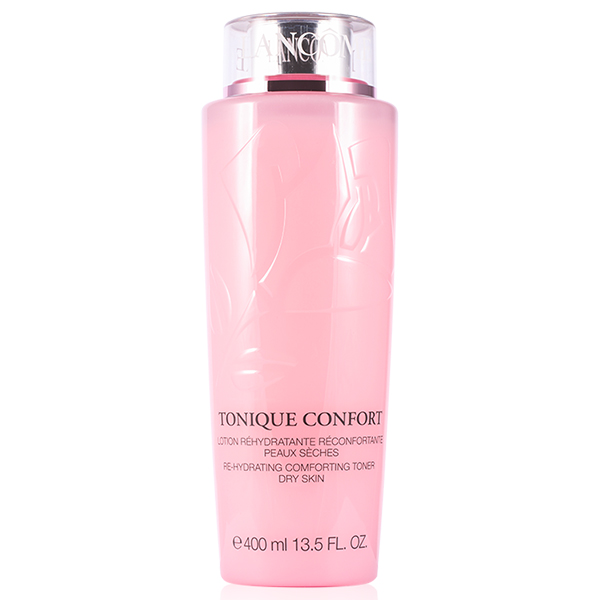 LANCÔME
TONIQUE CONFORT
LOTION RÉHYDRATANTE RÉCONFORTANTE
PEAUX SÈCHES
RE-HYDRATING COMFORTING TONER
DRY SKIN
℮400 ml 13.5 FL. OZ.